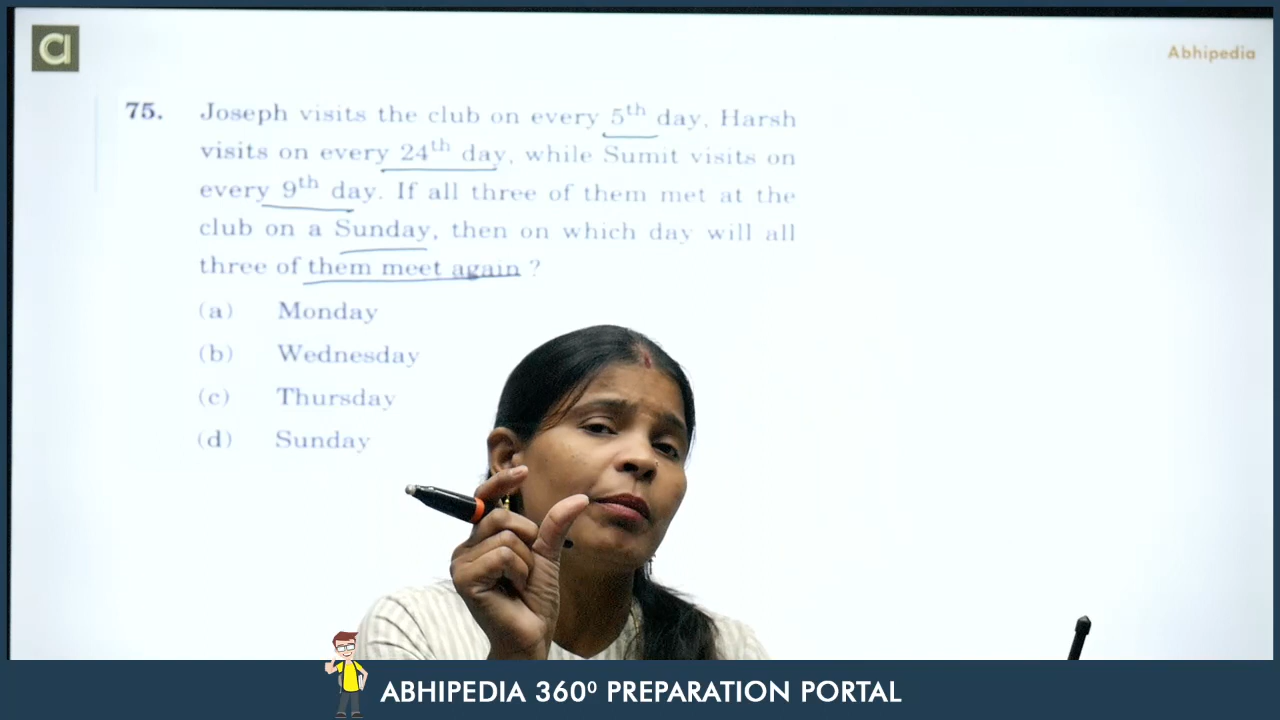 a
Abhipedia
75. Joseph visits the club on every 5th day, Harsh
visits on every 24th day, while Sumit visits on
every 9th day. If all three of them met at the
club on a Sunday, then on which day will all
three of them meet again ?
(a) Monday
(b) Wednesday
(c) Thursday
(d) Sunday
ABHIPEDIA 360⁰ PREPARATION PORTAL